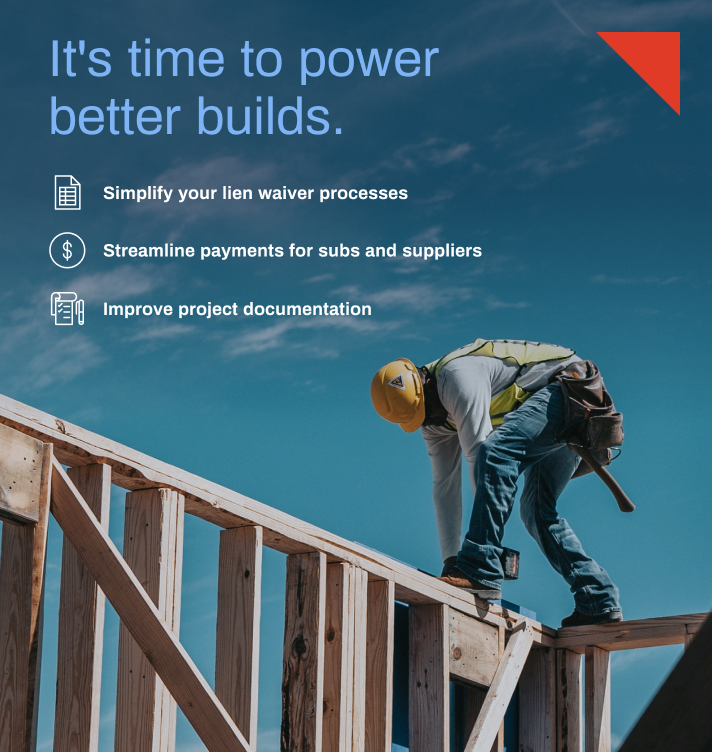 It's time to power
better builds.
Simplify your lien waiver processes
Streamline payments for subs and suppliers
Improve project documentation